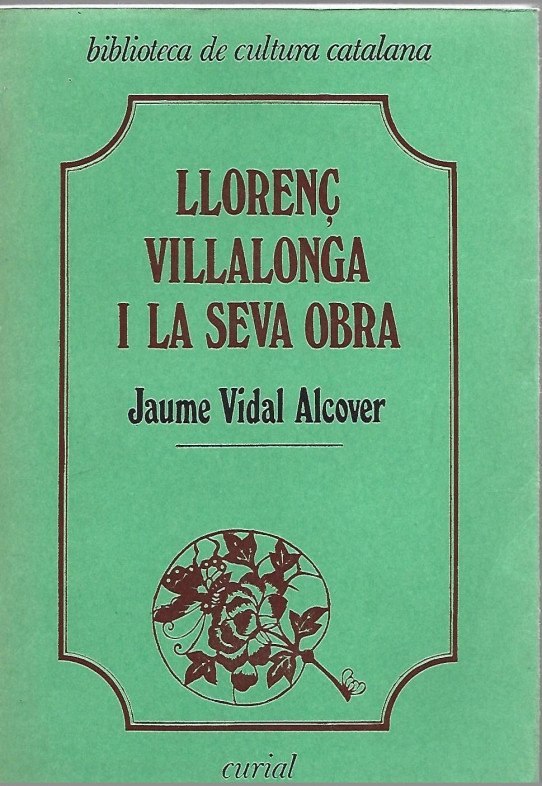 biblioteca de cultura catalana
LLORENÇ
VILLALONGA
I LA SEVA OBRA
Jaume Vidal Alcover
curial